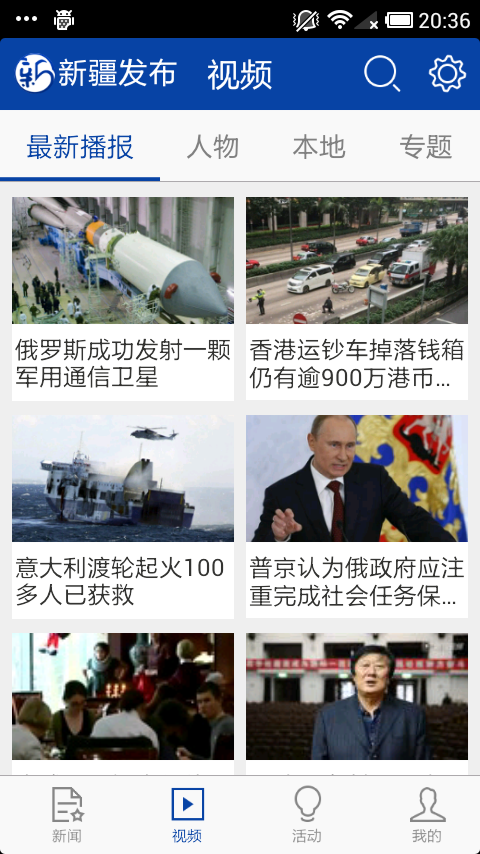 20:36
新疆发布 视频
最新播报 人物 本地 专题
俄罗斯成功发射一颗
军用通信卫星
香港运钞车掉落钱箱
仍有逾900万港币...
意大利渡轮起火100
多人已获救
普京认为俄政府应注
重完成社会任务保...
新闻 视频 活动 我的